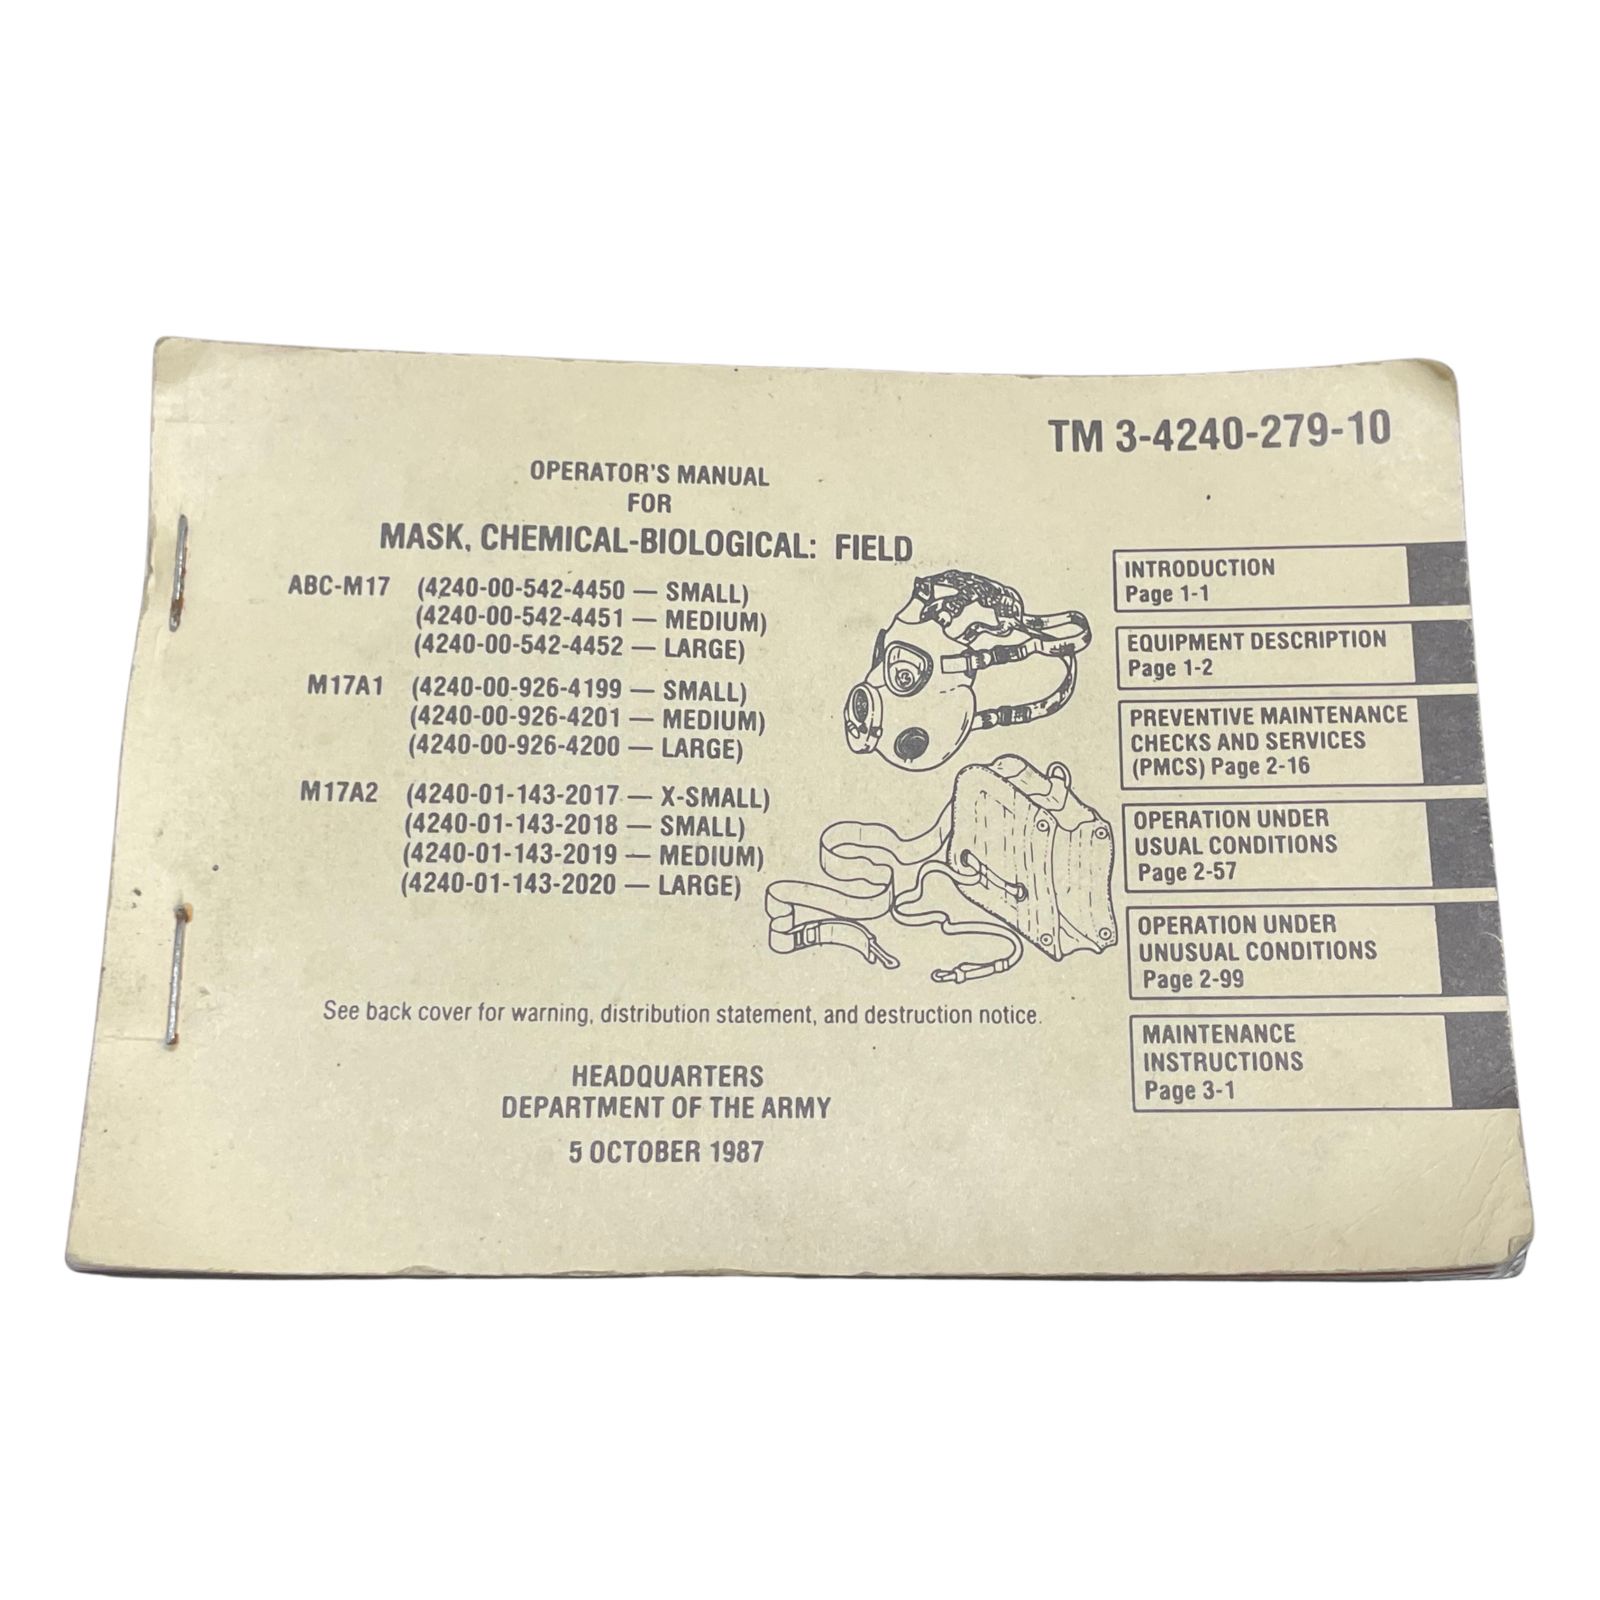 TM 3-4240-279-10
OPERATOR'S MANUAL
FOR
MASK, CHEMICAL-BIOLOGICAL: FIELD
ABC-M17 (4240-00-542-4450 — SMALL)
(4240-00-542-4451 — MEDIUM)
(4240-00-542-4452 — LARGE)
M17A1 (4240-00-926-4199 — SMALL)
(4240-00-926-4201 — MEDIUM)
(4240-00-926-4200 — LARGE)
M17A2 (4240-01-143-2017 — X-SMALL)
(4240-01-143-2018 — SMALL)
(4240-01-143-2019 — MEDIUM)
(4240-01-143-2020 — LARGE)
See back cover for warning, distribution statement, and destruction notice.
HEADQUARTERS
DEPARTMENT OF THE ARMY
5 OCTOBER 1987
INTRODUCTION
Page 1-1
EQUIPMENT DESCRIPTION
Page 1-2
PREVENTIVE MAINTENANCE
CHECKS AND SERVICES
(PMCS) Page 2-16
OPERATION UNDER
USUAL CONDITIONS
Page 2-57
OPERATION UNDER
UNUSUAL CONDITIONS
Page 2-99
MAINTENANCE
INSTRUCTIONS
Page 3-1